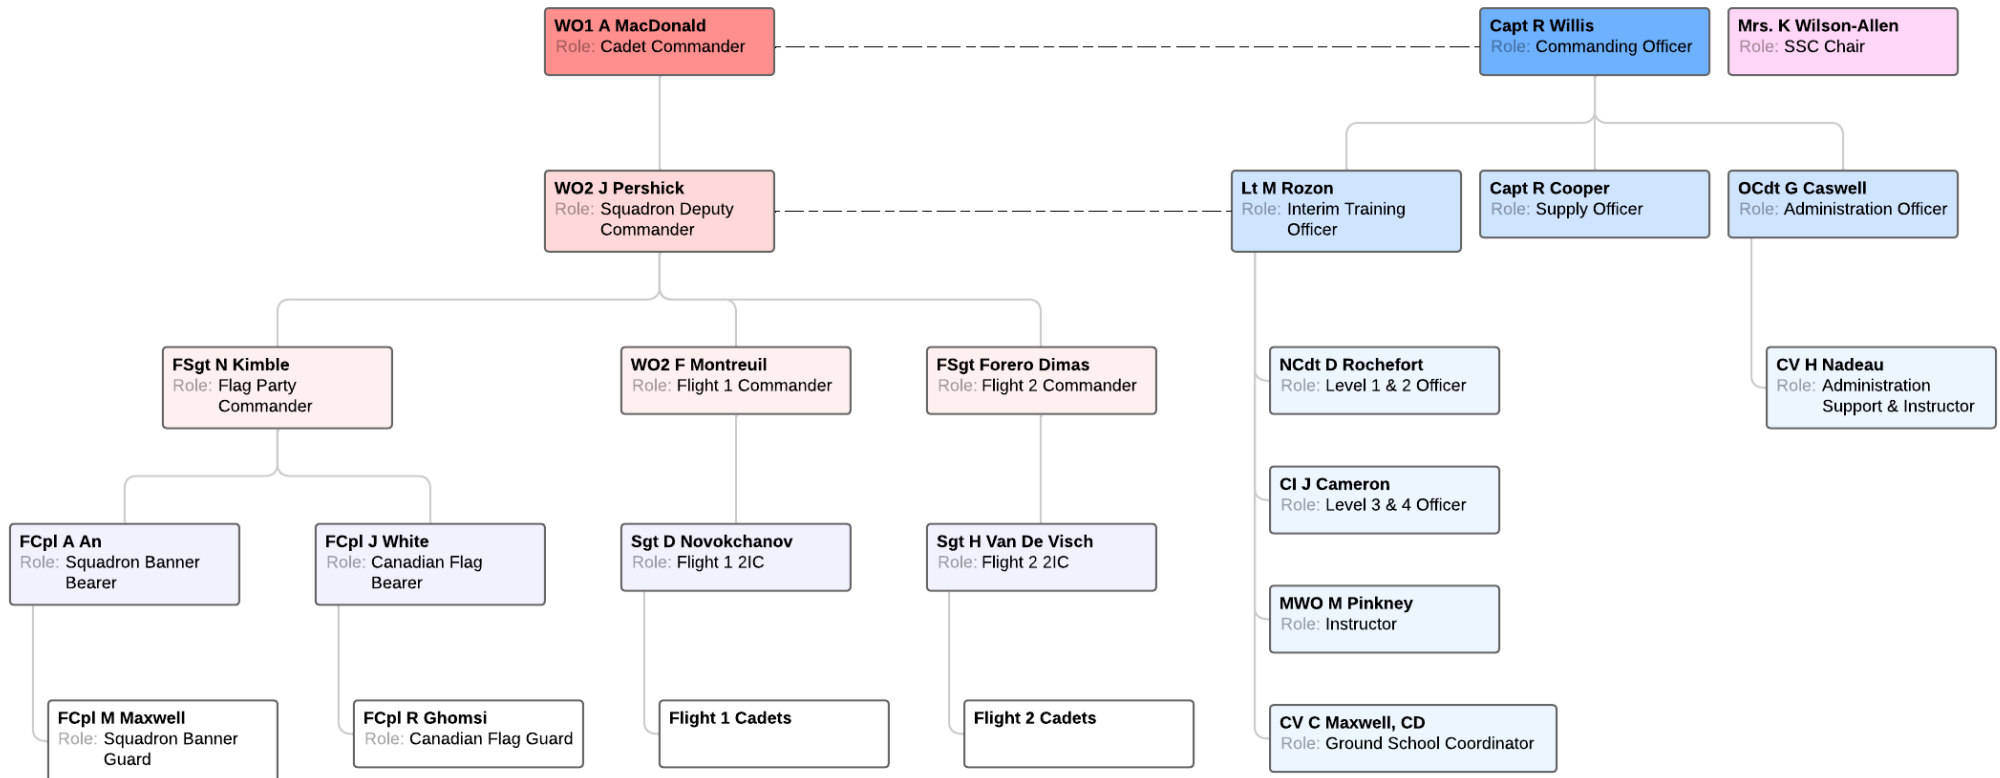 WO1 A MacDonald
Role: Cadet Commander
Capt R Willis
Role: Commanding Officer
Mrs. K Wilson-Allen
Role: SSC Chair
WO2 J Pershick
Role: Squadron Deputy
Commander
Lt M Rozon
Role: Interim Training
Officer
Capt R Cooper
Role: Supply Officer
OCdt G Caswell
Role: Administration Officer
FSgt N Kimble
Role: Flag Party
Commander
WO2 F Montreuil
Role: Flight 1 Commander
FSgt Forero Dimas
Role: Flight 2 Commander
NCdt D Rochefort
Role: Level 1 & 2 Officer
CV H Nadeau
Role: Administration
Support & Instructor
CI J Cameron
Role: Level 3 & 4 Officer
FCpl A An
Role: Squadron Banner
Bearer
FCpl J White
Role: Canadian Flag
Bearer
Sgt D Novokchanov
Role: Flight 1 2IC
Sgt H Van De Visch
Role: Flight 2 2IC
MWO M Pinkney
Role: Instructor
FCpl M Maxwell
Role: Squadron Banner
Guard
FCpl R Ghomsi
Role: Canadian Flag Guard
Flight 1 Cadets
Flight 2 Cadets
CV C Maxwell, CD
Role: Ground School Coordinator